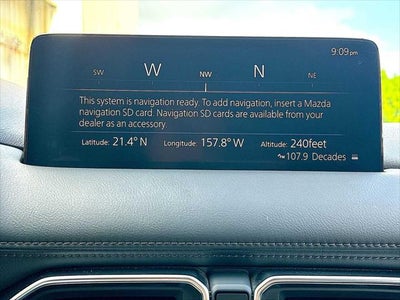 9:09pm
SW W NW N NE
This system is navigation ready. To add navigation, insert a Mazda
navigation SD card. Navigation SD cards are available from your
dealer as an accessory.
Latitude: 21.4° N Longitude: 157.8° W Altitude: 240feet
107.9 Decades